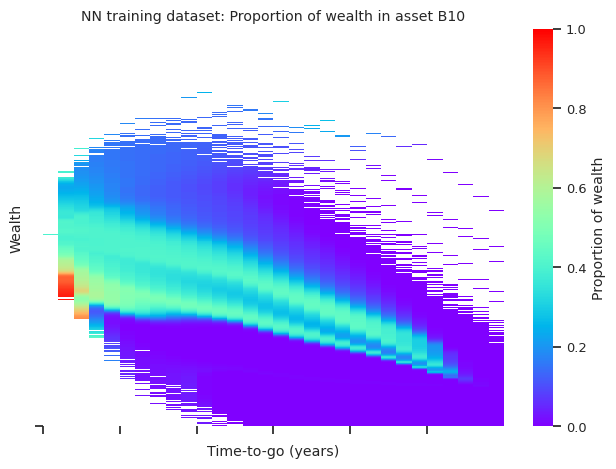 NN training dataset: Proportion of wealth in asset B10
Wealth
Time-to-go (years)
1.0
0.8
0.6
0.4
0.2
0.0
Proportion of wealth